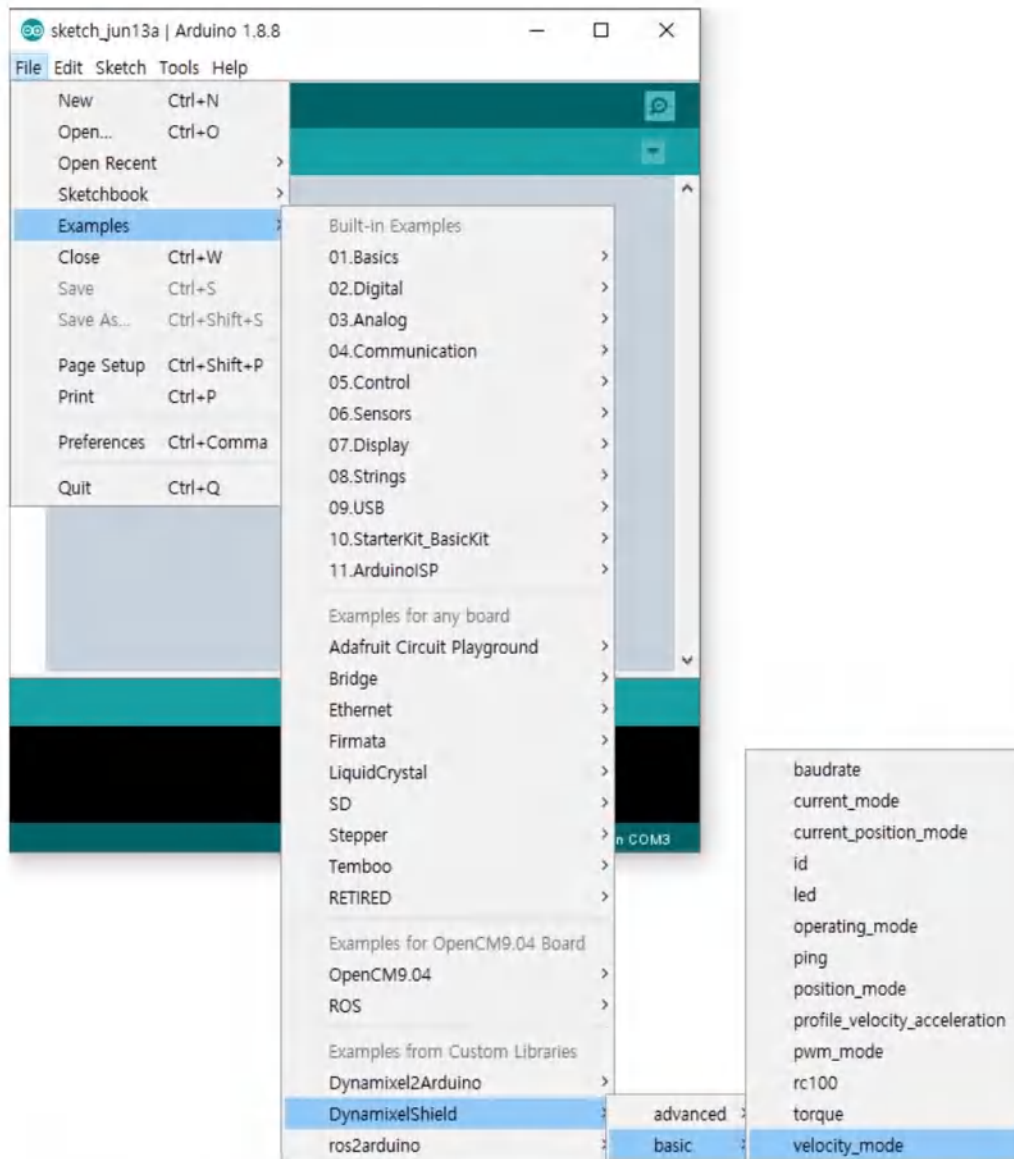 sketch_jun13a | Arduino 1.8.8
File Edit Sketch Tools Help
New Ctrl+N
Open... Ctrl+O
Open Recent
Sketchbook
Examples
Close Ctrl+W
Save Ctrl+S
Save As... Ctrl+Shift+S
Page Setup Ctrl+Shift+P
Print Ctrl+P
Preferences Ctrl+Comma
Quit Ctrl+Q
Built-in Examples
01.Basics
02.Digital
03.Analog
04.Communication
05.Control
06.Sensors
07.Display
08.Strings
09.USB
10.StarterKit_BasicKit
11.ArduinoISP
Examples for any board
Adafruit Circuit Playground
Bridge
Ethernet
Firmata
LiquidCrystal
SD
Stepper
Temboo
RETIRED
Examples for OpenCM9.04 Board
OpenCM9.04
ROS
Examples from Custom Libraries
Dynamixel2Arduino
DynamixelShield
ros2arduino
n COM3
advanced
basic
baudrate
current_mode
current_position_mode
id
led
operating_mode
ping
position_mode
profile_velocity_acceleration
pwm_mode
rc100
torque
velocity_mode